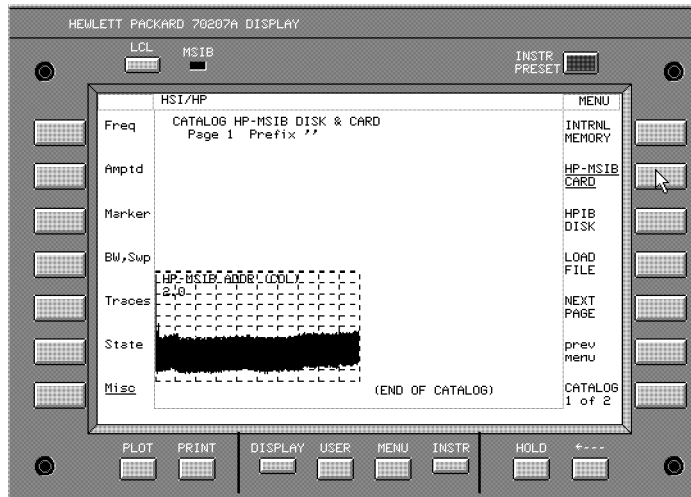 HEWLETT PACKARD 70207A DISPLAY
LCL
MSIB
INSTR
PRESET
HSI/HP
MENU
CATALOG HP-MSIB DISK & CARD
Page 1 Prefix ''
Freq
Amptd
Marker
BW,Swp
Traces
State
Misc
HP-MSIB ADDR (COL)
2,0
(END OF CATALOG)
INTRNL
MEMORY
HP-MSIB
CARD
HPIB
DISK
LOAD
FILE
NEXT
PAGE
prev
menu
CATALOG
1 of 2
PLOT
PRINT
DISPLAY
USER
MENU
INSTR
HOLD
←---